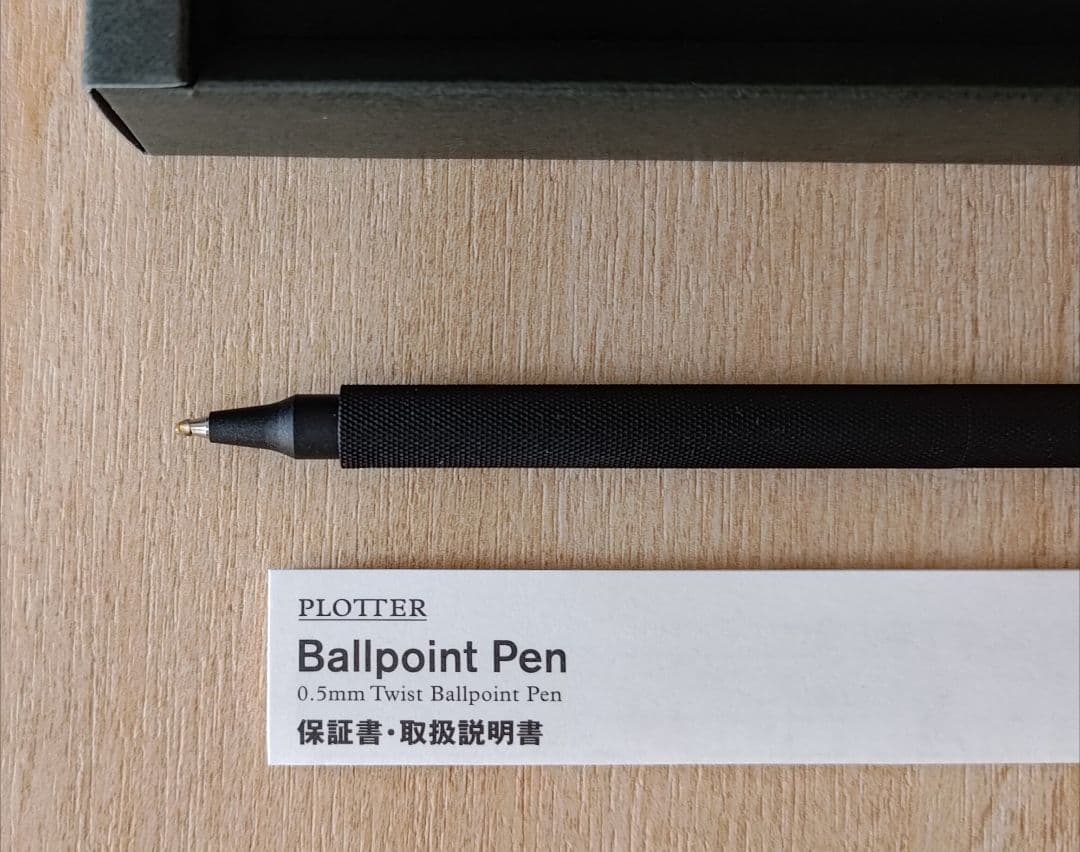 PLOTTER
Ballpoint Pen
0.5mm Twist Ballpoint Pen
保証書・取扱説明書